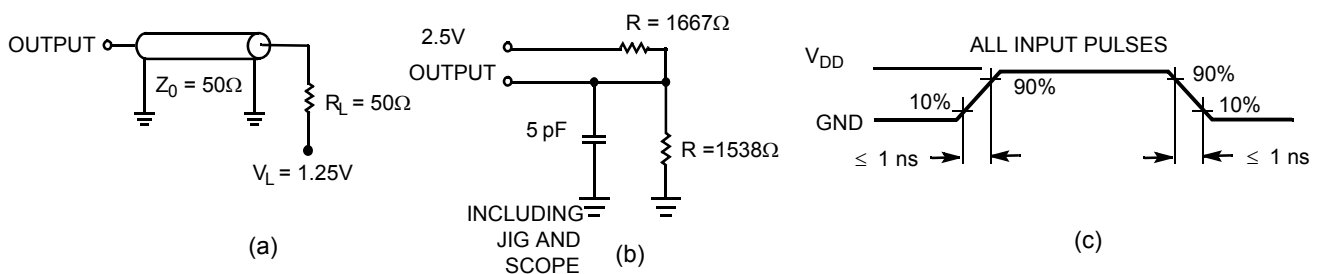 OUTPUT
Z0 = 50Ω
RL = 50Ω
VL = 1.25V
(a)
R = 1667Ω
2.5V
OUTPUT
5 pF
R =1538Ω
INCLUDING
JIG AND
SCOPE
(b)
ALL INPUT PULSES
VDD
GND
10%
90%
90%
10%
≤ 1 ns
≤ 1 ns
(c)